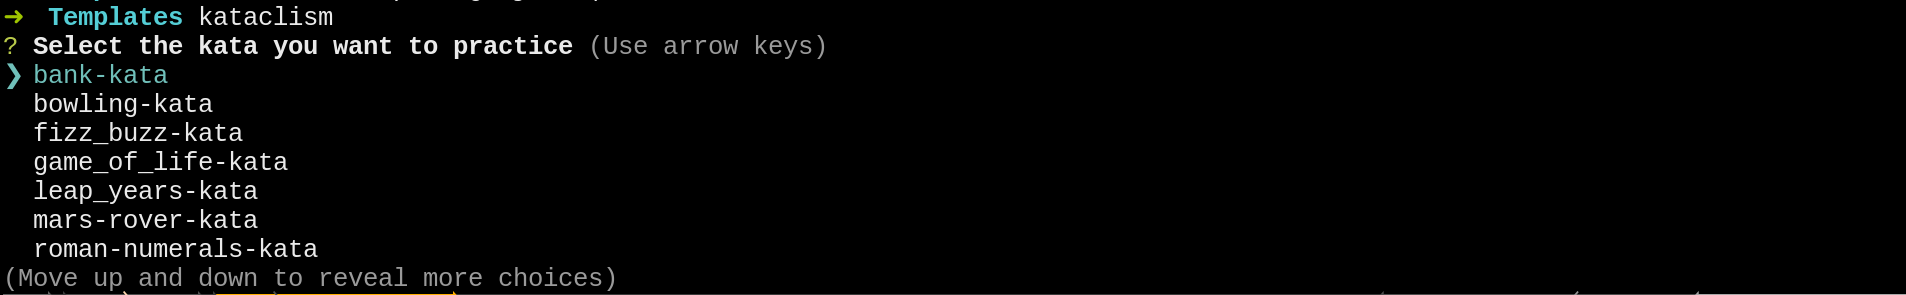 ➜ Templates kataclism
? Select the kata you want to practice (Use arrow keys)
❯ bank-kata
bowling-kata
fizz_buzz-kata
game_of_life-kata
leap_years-kata
mars-rover-kata
roman-numerals-kata
(Move up and down to reveal more choices)